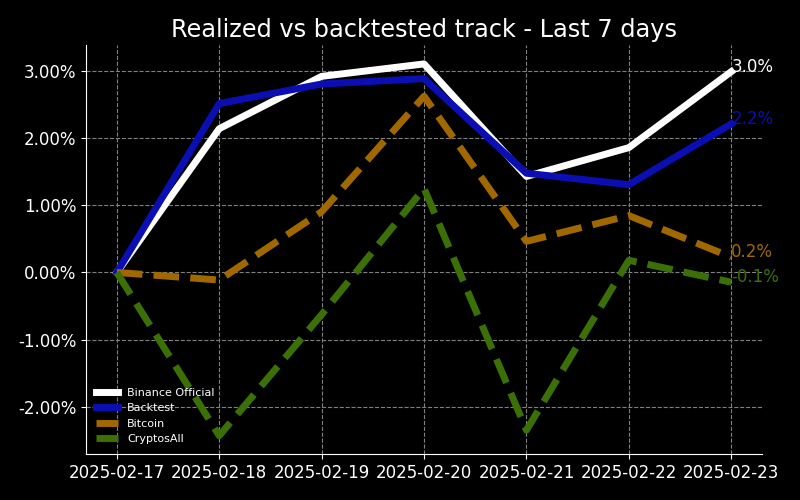 Realized vs backtested track - Last 7 days
3.00%
2.00%
1.00%
0.00%
-1.00%
-2.00%
3.0%
2.2%
0.2%
-0.1%
Binance Official
Backtest
Bitcoin
CryptosAll
2025-02-17 2025-02-18 2025-02-19 2025-02-20 2025-02-21 2025-02-22 2025-02-23